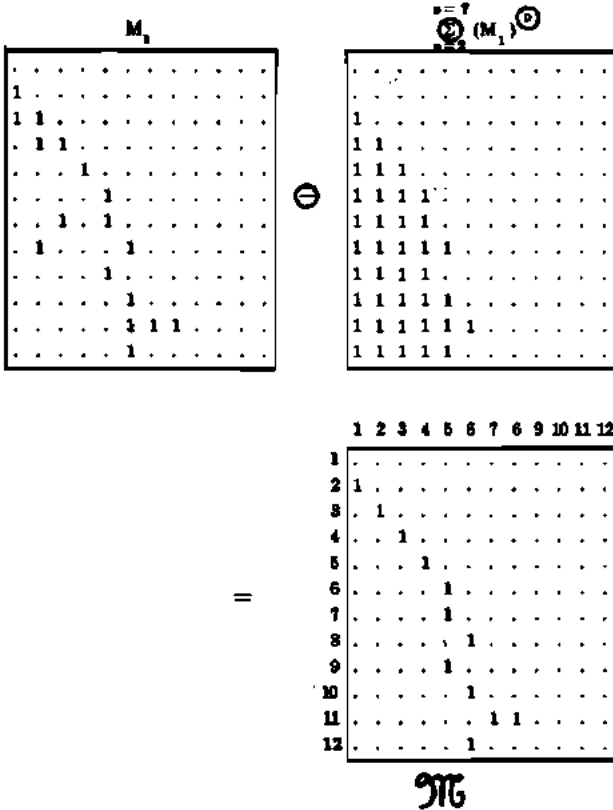 M₁ n = 7
Σ (M₁)
. . . . . . . . . . . . . . . . . . . . . . . .
1 . . . . . . . . . . . . . . . . . . . . . . .
1 1 . . . . . . . . . . 1 . . . . . . . . . . .
. 1 1 . . . . . . . . . 1 1 . . . . . . . . . .
. . . 1 . . . . . . . . 1 1 1 . . . . . . . . .
. . . . 1 . . . . . . . ⊖ 1 1 1 1 . . . . . . . .
. . 1 . 1 . . . . . . . 1 1 1 1 . . . . . . . .
. 1 . . . 1 . . . . . . 1 1 1 1 1 . . . . . . .
. . . . 1 . . . . . . . 1 1 1 1 . . . . . . . .
. . . . . 1 . . . . . . 1 1 1 1 1 . . . . . . .
. . . . . 1 1 1 . . . . 1 1 1 1 1 1 . . . . . .
. . . . . 1 . . . . . . 1 1 1 1 1 . . . . . . .
1 2 3 4 5 6 7 8 9 10 11 12
1 . . . . . . . . . . . .
2 1 . . . . . . . . . . .
3 . 1 . . . . . . . . . .
4 . . 1 . . . . . . . . .
5 . . . 1 . . . . . . . .
6 . . . . 1 . . . . . . .
= 7 . . . . 1 . . . . . . .
8 . . . . . 1 . . . . . .
9 . . . . 1 . . . . . . .
10 . . . . . 1 . . . . . .
11 . . . . . . 1 1 . . . .
12 . . . . . 1 . . . . . .
𝔐